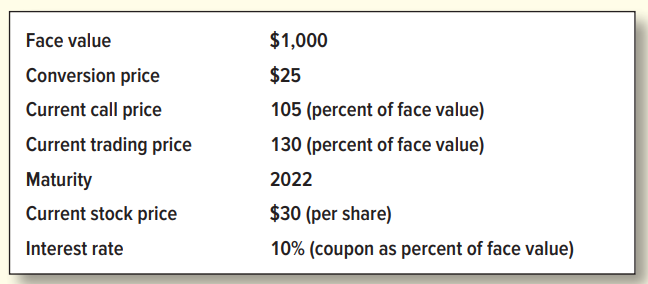 Face value $1,000
Conversion price $25
Current call price 105 (percent of face value)
Current trading price 130 (percent of face value)
Maturity 2022
Current stock price $30 (per share)
Interest rate 10% (coupon as percent of face value)